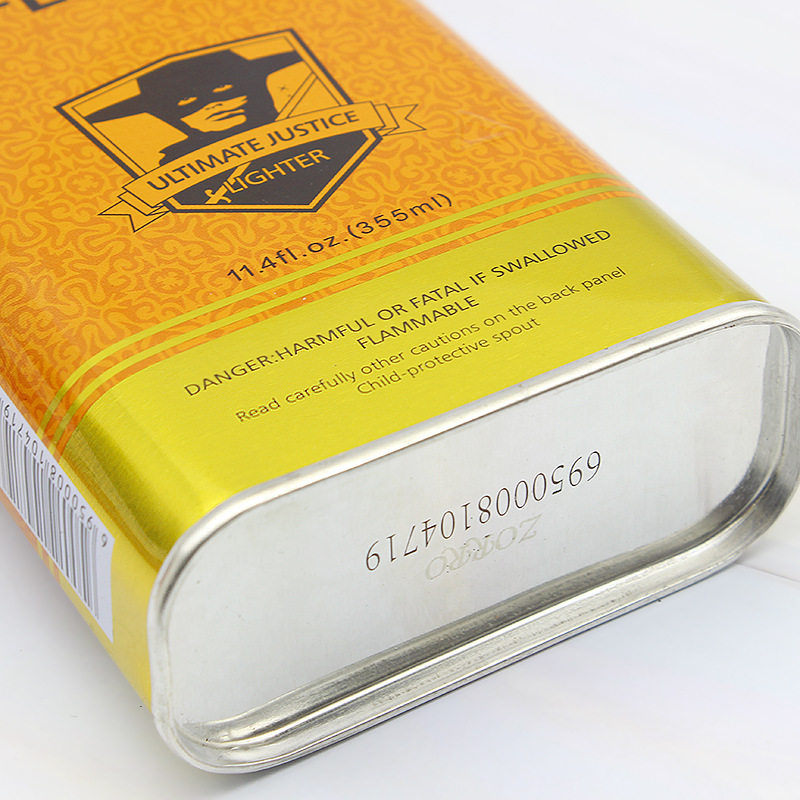 ULTIMATE JUSTICE
LIGHTER
11.4fl.oz.(355ml)
DANGER:HARMFUL OR FATAL IF SWALLOWED
FLAMMABLE
Read carefully other cautions on the back panel
Child-protective spout
6950008104719
ZORRO
6950008104719